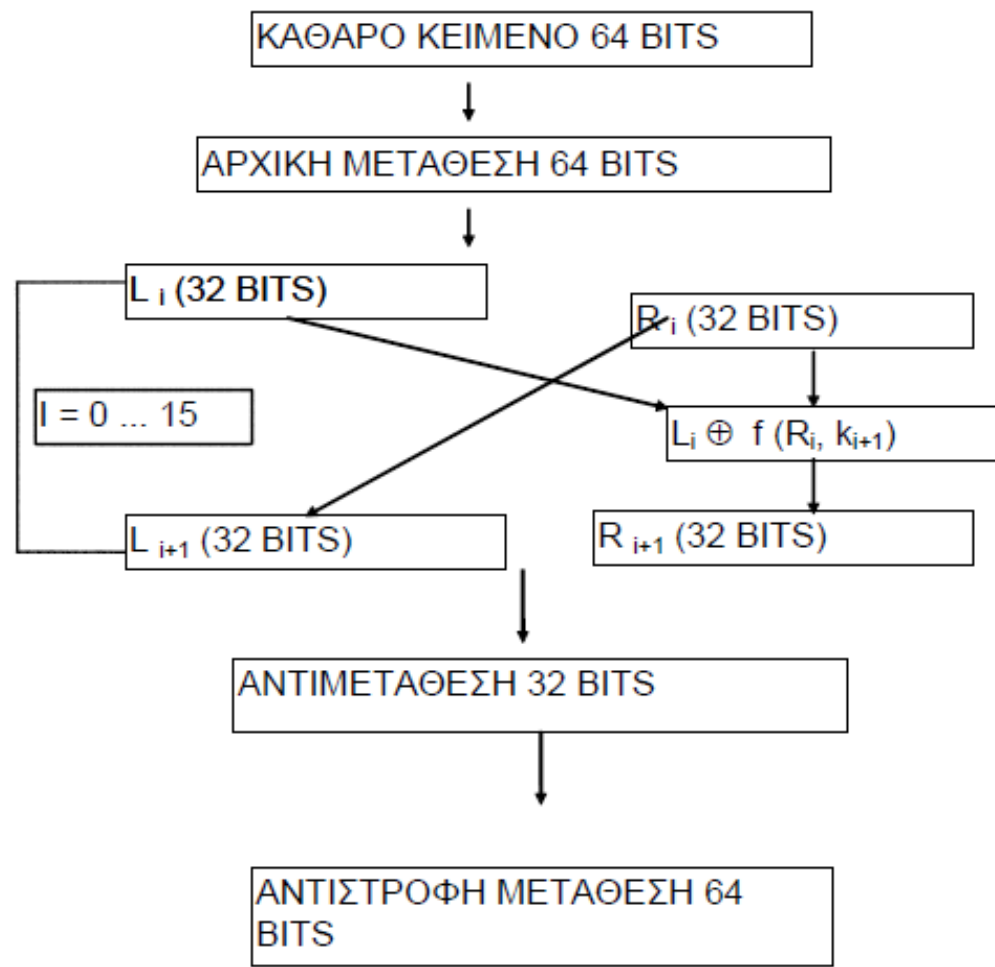 ΚΑΘΑΡΟ ΚΕΙΜΕΝΟ 64 BITS
ΑΡΧΙΚΗ ΜΕΤΑΘΕΣΗ 64 BITS
L i (32 BITS)
R i (32 BITS)
I = 0 ... 15
Li ⊕ f (Ri, ki+1)
L i+1 (32 BITS)
R i+1 (32 BITS)
ΑΝΤΙΜΕΤΑΘΕΣΗ 32 BITS
ΑΝΤΙΣΤΡΟΦΗ ΜΕΤΑΘΕΣΗ 64
BITS